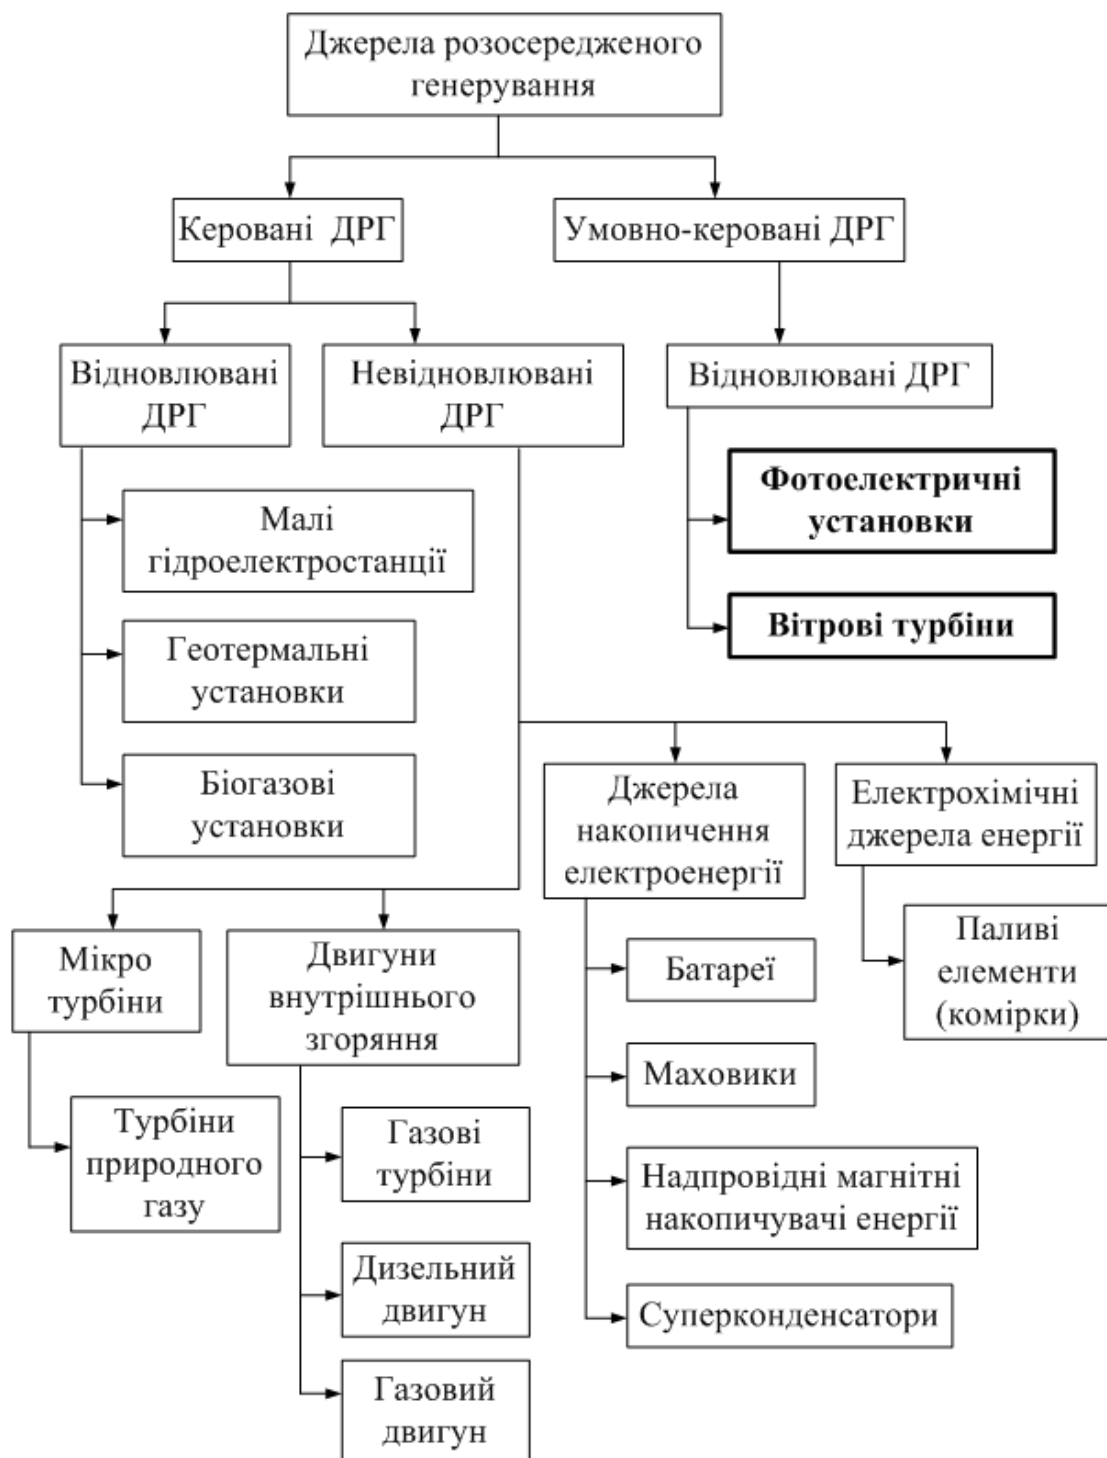 Джерела розосередженого
генерування
Керовані ДРГ
Умовно-керовані ДРГ
Відновлювані
ДРГ
Невідновлювані
ДРГ
Відновлювані ДРГ
Фотоелектричні
установки
Вітрові турбіни
Малі
гідроелектростанції
Геотермальні
установки
Біогазові
установки
Джерела
накопичення
електроенергії
Електрохімічні
джерела енергії
Мікро
турбіни
Двигуни
внутрішнього
згоряння
Батареї
Паливі
елементи
(комірки)
Маховики
Турбіни
природного
газу
Газові
турбіни
Надпровідні магнітні
накопичувачі енергії
Дизельний
двигун
Суперконденсатори
Газовий
двигун